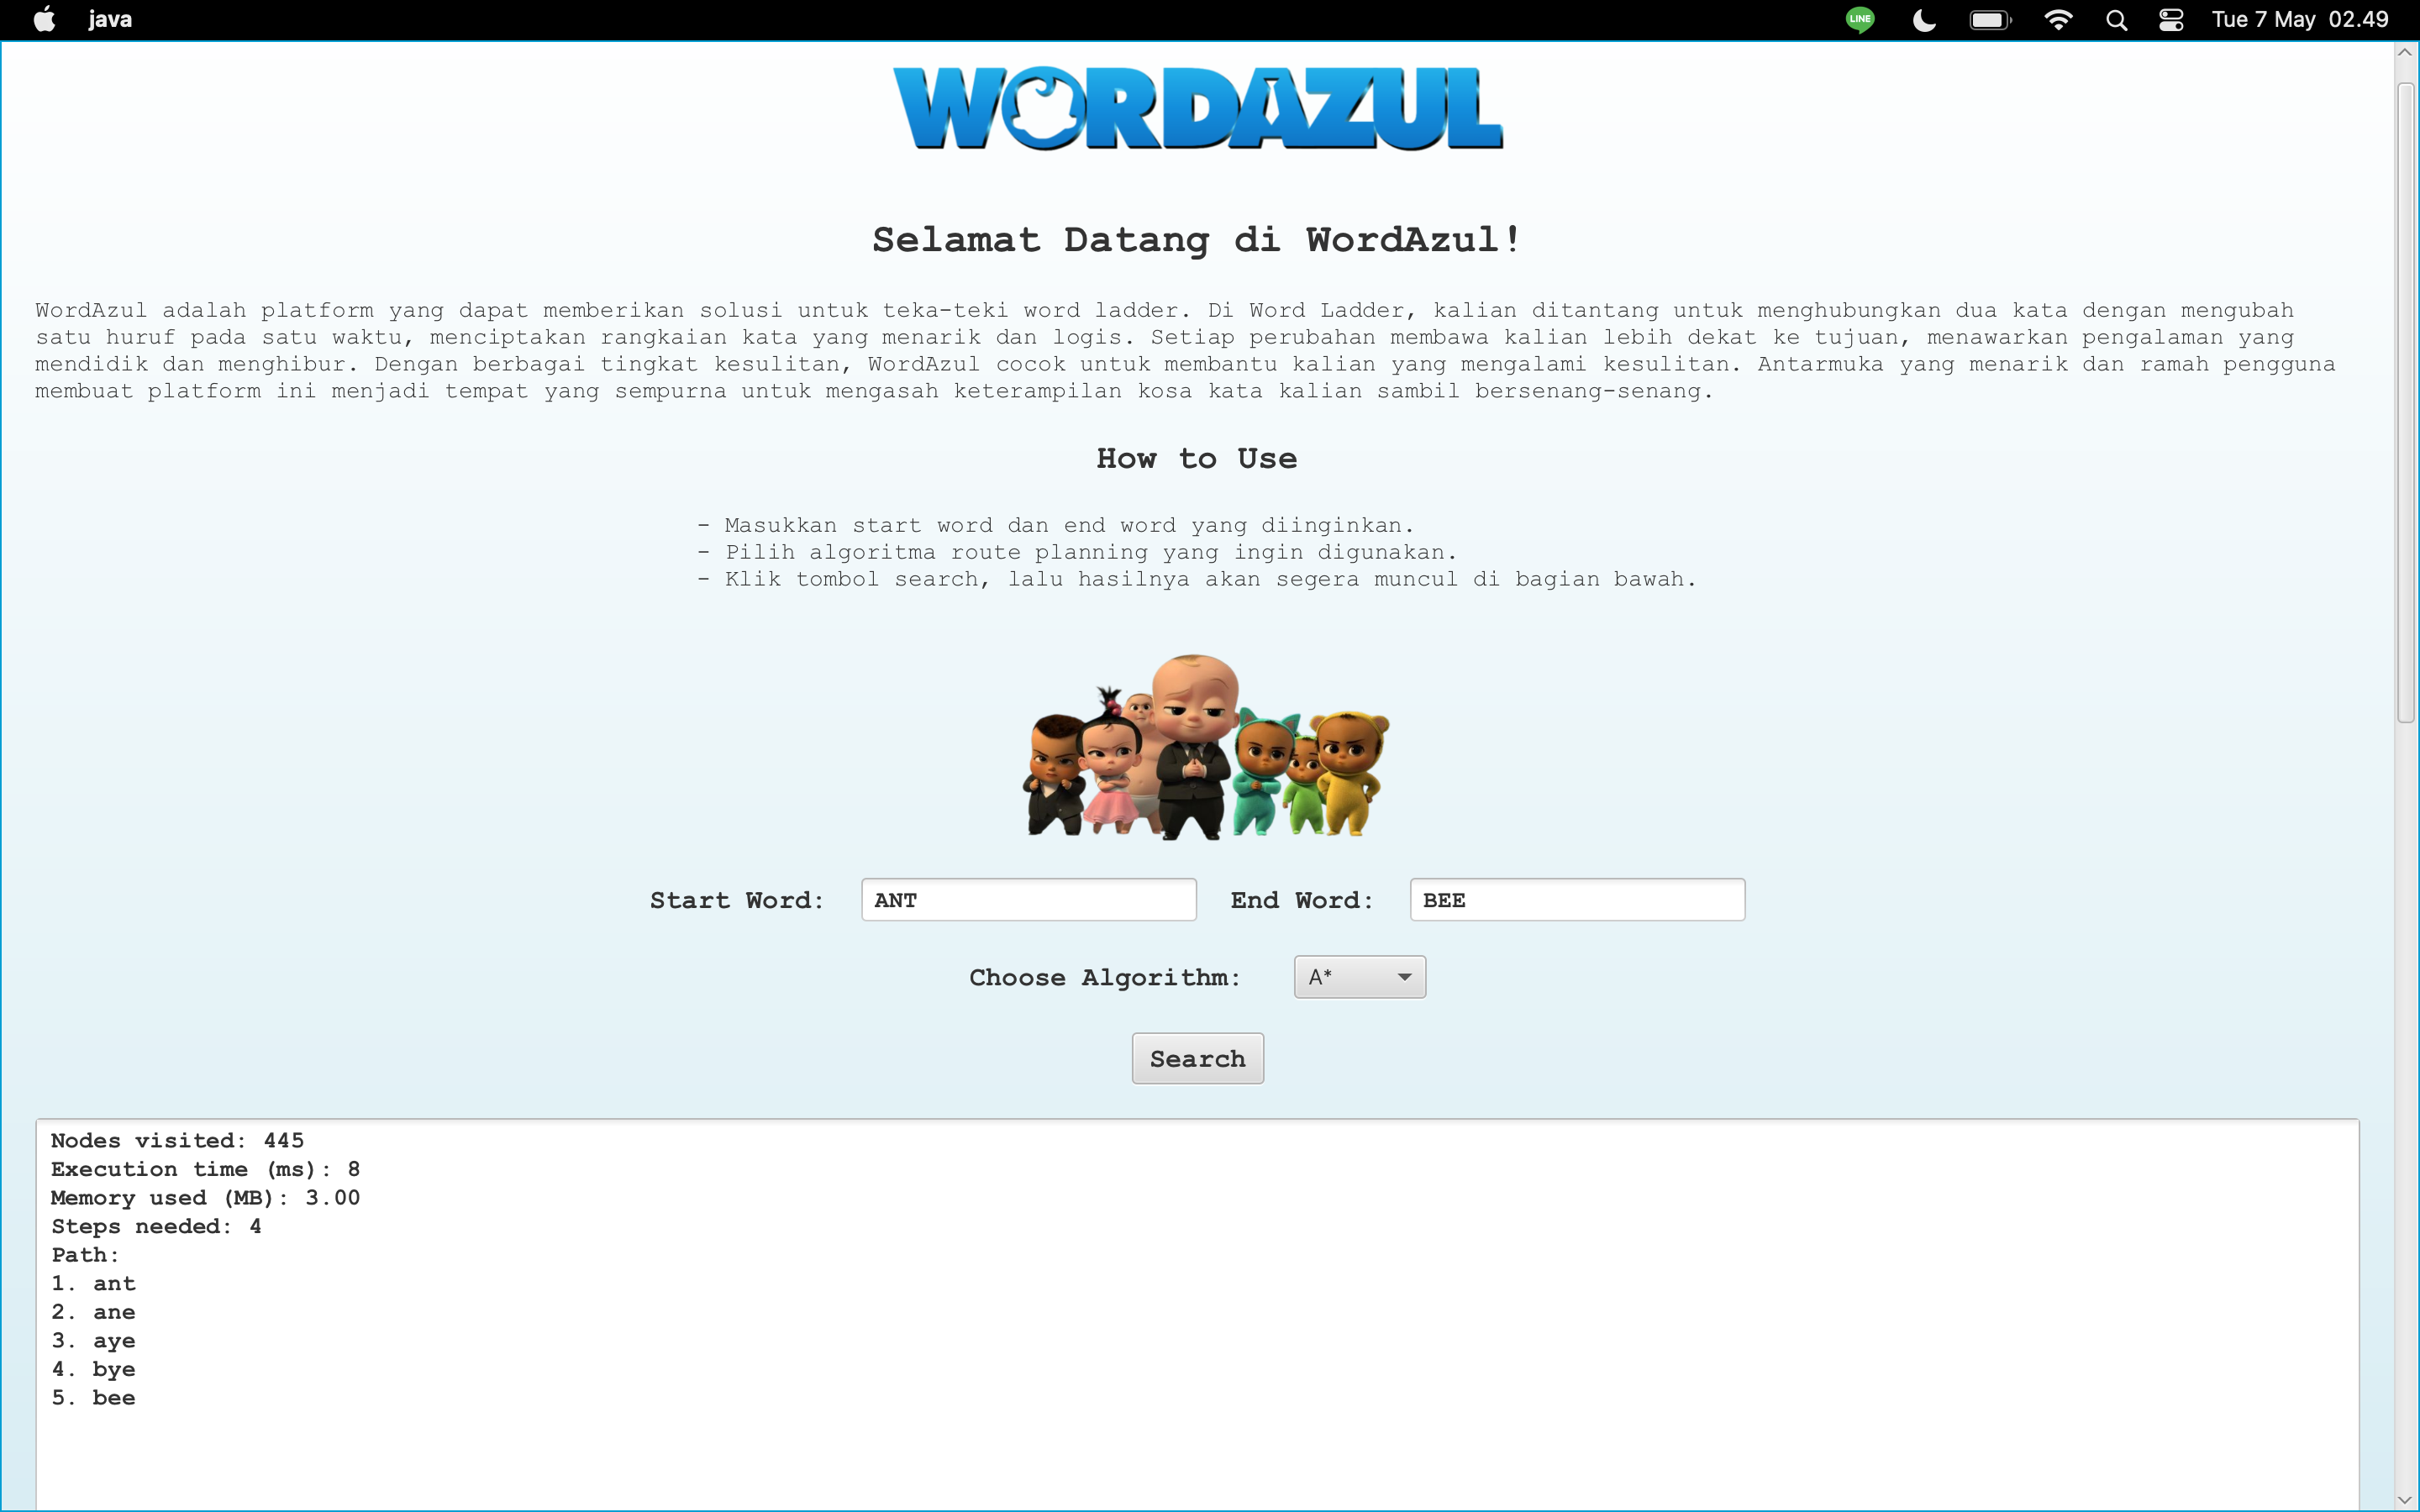 java
LINE
Tue 7 May 02.49
WORDAZUL
Selamat Datang di WordAzul!
WordAzul adalah platform yang dapat memberikan solusi untuk teka-teki word ladder. Di Word Ladder, kalian ditantang untuk menghubungkan dua kata dengan mengubah
satu huruf pada satu waktu, menciptakan rangkaian kata yang menarik dan logis. Setiap perubahan membawa kalian lebih dekat ke tujuan, menawarkan pengalaman yang
mendidik dan menghibur. Dengan berbagai tingkat kesulitan, WordAzul cocok untuk membantu kalian yang mengalami kesulitan. Antarmuka yang menarik dan ramah pengguna
membuat platform ini menjadi tempat yang sempurna untuk mengasah keterampilan kosa kata kalian sambil bersenang-senang.
How to Use
- Masukkan start word dan end word yang diinginkan.
- Pilih algoritma route planning yang ingin digunakan.
- Klik tombol search, lalu hasilnya akan segera muncul di bagian bawah.
Start Word: ANT End Word: BEE
Choose Algorithm: A*
Search
Nodes visited: 445
Execution time (ms): 8
Memory used (MB): 3.00
Steps needed: 4
Path:
1. ant
2. ane
3. aye
4. bye
5. bee